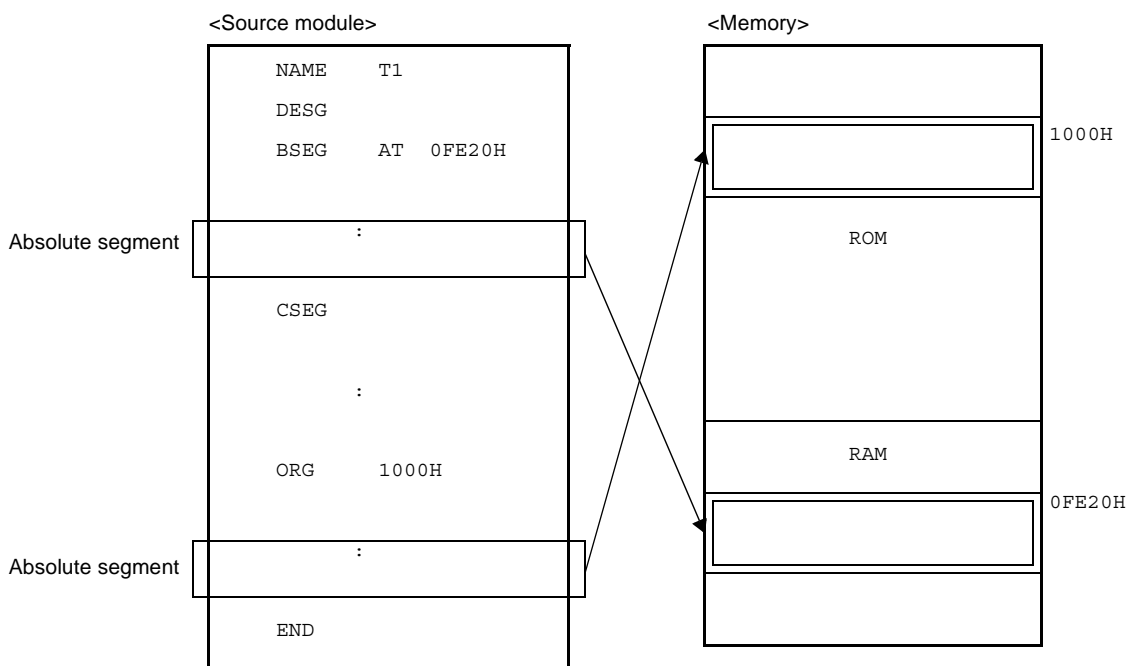 <Source module>
NAME T1
DESG
BSEG AT 0FE20H
Absolute segment
:
CSEG
:
ORG 1000H
Absolute segment
:
END
<Memory>
1000H
ROM
RAM
0FE20H